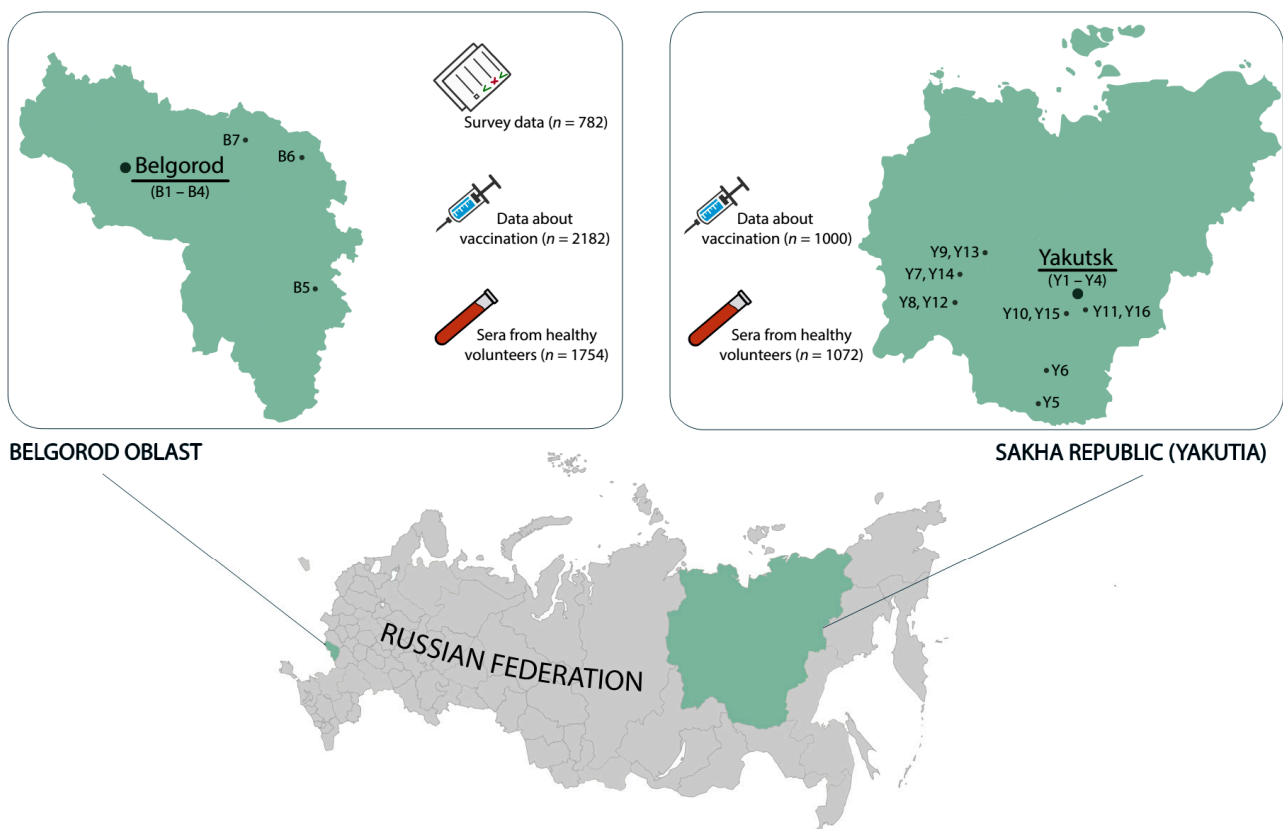 Survey data (n = 782)
B7
B6
Belgorod
(B1 – B4)
Data about
vaccination (n = 2182)
B5
Sera from healthy
volunteers (n = 1754)
Data about
vaccination (n = 1000)
Sera from healthy
volunteers (n = 1072)
Y9, Y13
Yakutsk
(Y1 – Y4)
Y7, Y14
Y8, Y12
Y10, Y15
Y11, Y16
Y6
Y5
BELGOROD OBLAST
SAKHA REPUBLIC (YAKUTIA)
RUSSIAN FEDERATION